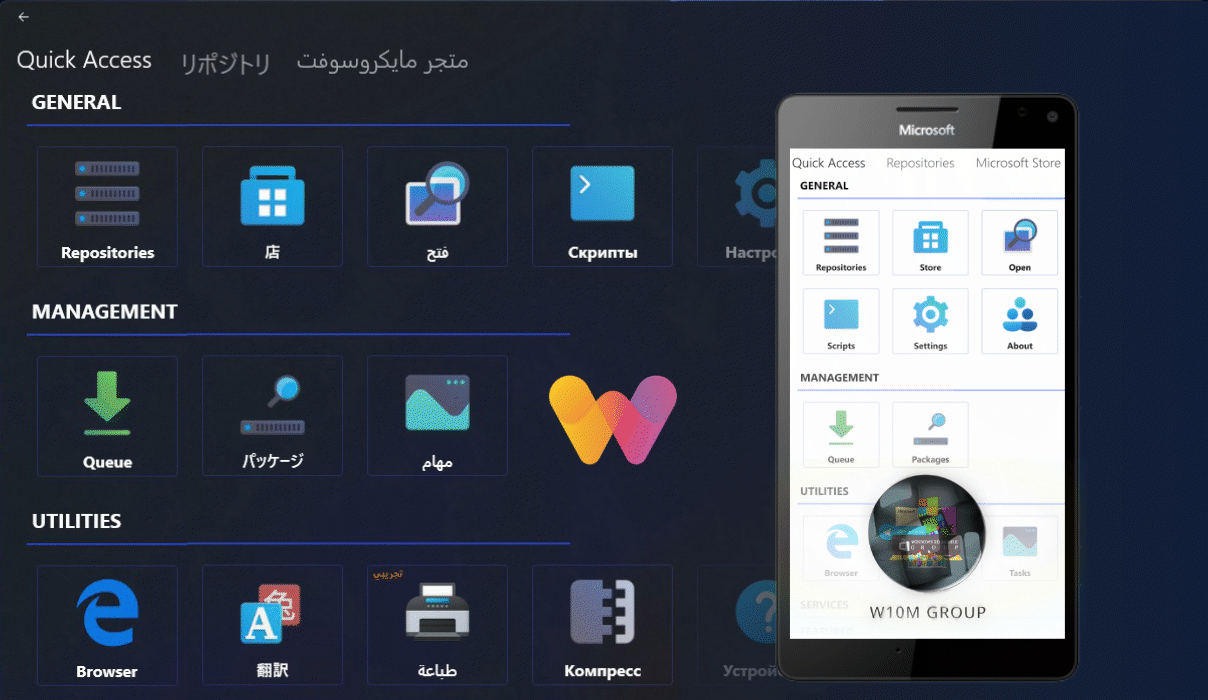 Quick Access リポジトリ متجر مايكروسوفت
GENERAL
Repositories 店 فتح Скрипты
MANAGEMENT
Queue パッケージ مهام
UTILITIES
تجريبي
Browser 翻訳 طباعة Компресс
Microsoft
Quick Access Repositories Microsoft Store
GENERAL
Repositories Store Open
Scripts Settings About
MANAGEMENT
Queue Packages
UTILITIES
Browser Tasks
SERVICES
W10M GROUP